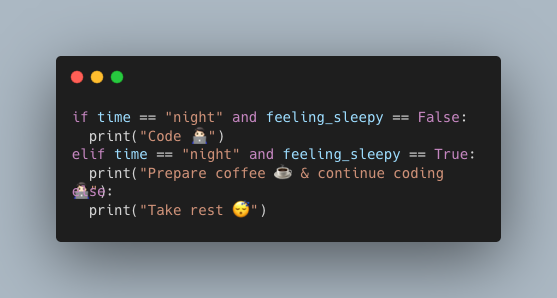 if time == "night" and feeling_sleepy == False:
  print("Code 👨🏻‍💻")
elif time == "night" and feeling_sleepy == True:
  print("Prepare coffee ☕ & continue coding
👨🏻‍💻")
else:
  print("Take rest 😴")